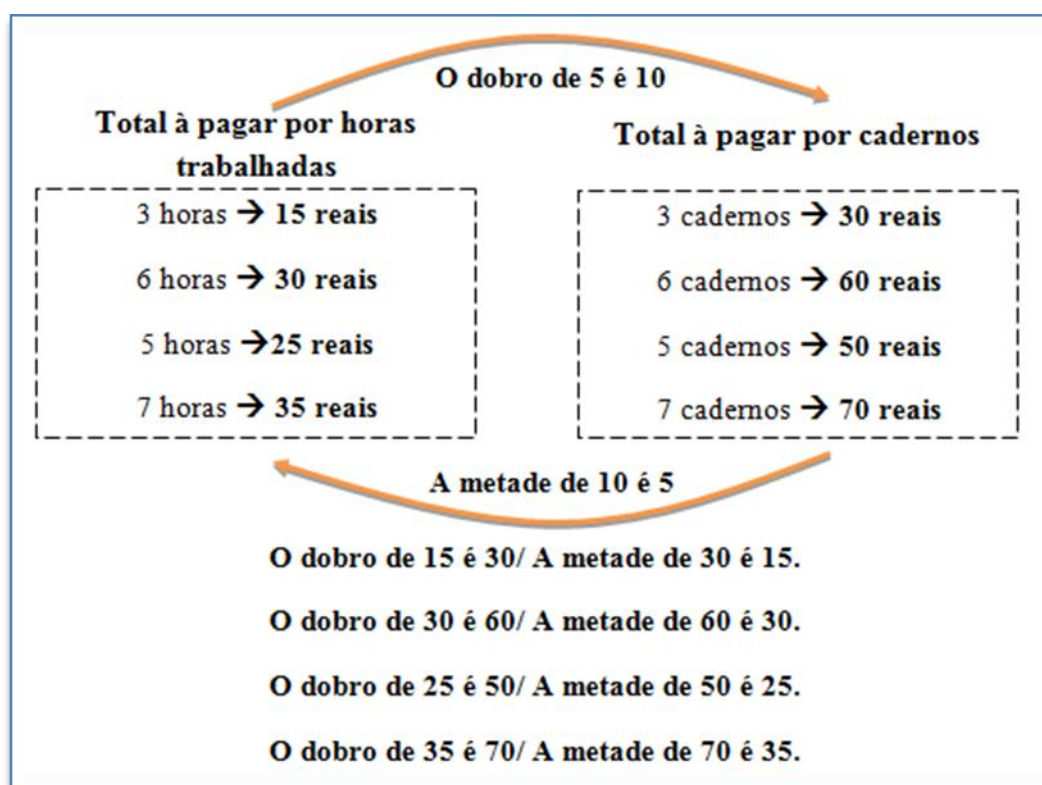 O dobro de 5 é 10
Total à pagar por horas
trabalhadas
3 horas → 15 reais
6 horas → 30 reais
5 horas →25 reais
7 horas → 35 reais
Total à pagar por cadernos
3 cadernos → 30 reais
6 cadernos → 60 reais
5 cadernos → 50 reais
7 cadernos → 70 reais
A metade de 10 é 5
O dobro de 15 é 30/ A metade de 30 é 15.
O dobro de 30 é 60/ A metade de 60 é 30.
O dobro de 25 é 50/ A metade de 50 é 25.
O dobro de 35 é 70/ A metade de 70 é 35.